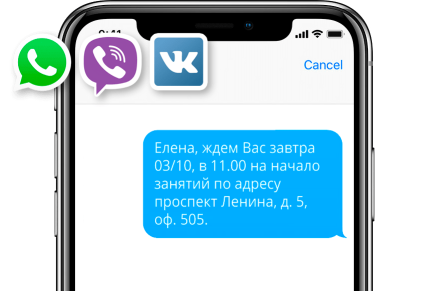 Cancel
Елена, ждем Вас завтра
03/10, в 11.00 на начало
занятий по адресу
проспект Ленина, д. 5,
оф. 505.